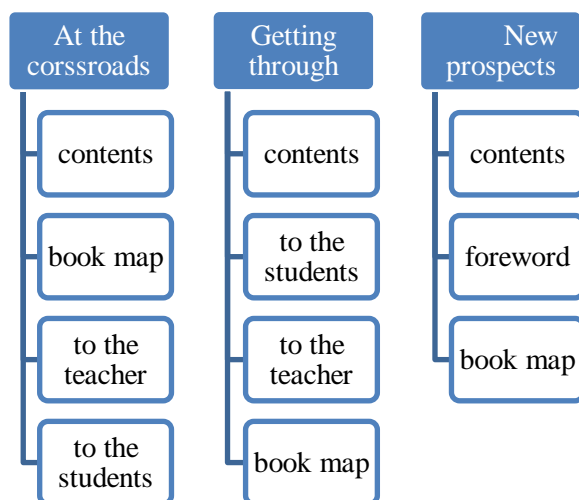 At the
corssroads
contents
book map
to the
teacher
to the
students
Getting
through
contents
to the
students
to the
teacher
book map
New
prospects
contents
foreword
book map